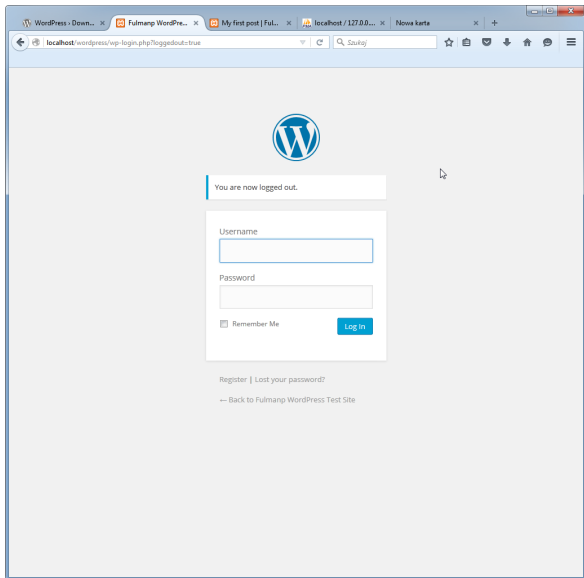 WordPress › Down...
Fulmanp WordPre...
My first post | Ful...
localhost / 127.0.0....
Nowa karta
localhost/wordpress/wp-login.php?loggedout=true
Szukaj
You are now logged out.
Username
Password
Remember Me
Log In
Register | Lost your password?
← Back to Fulmanp WordPress Test Site